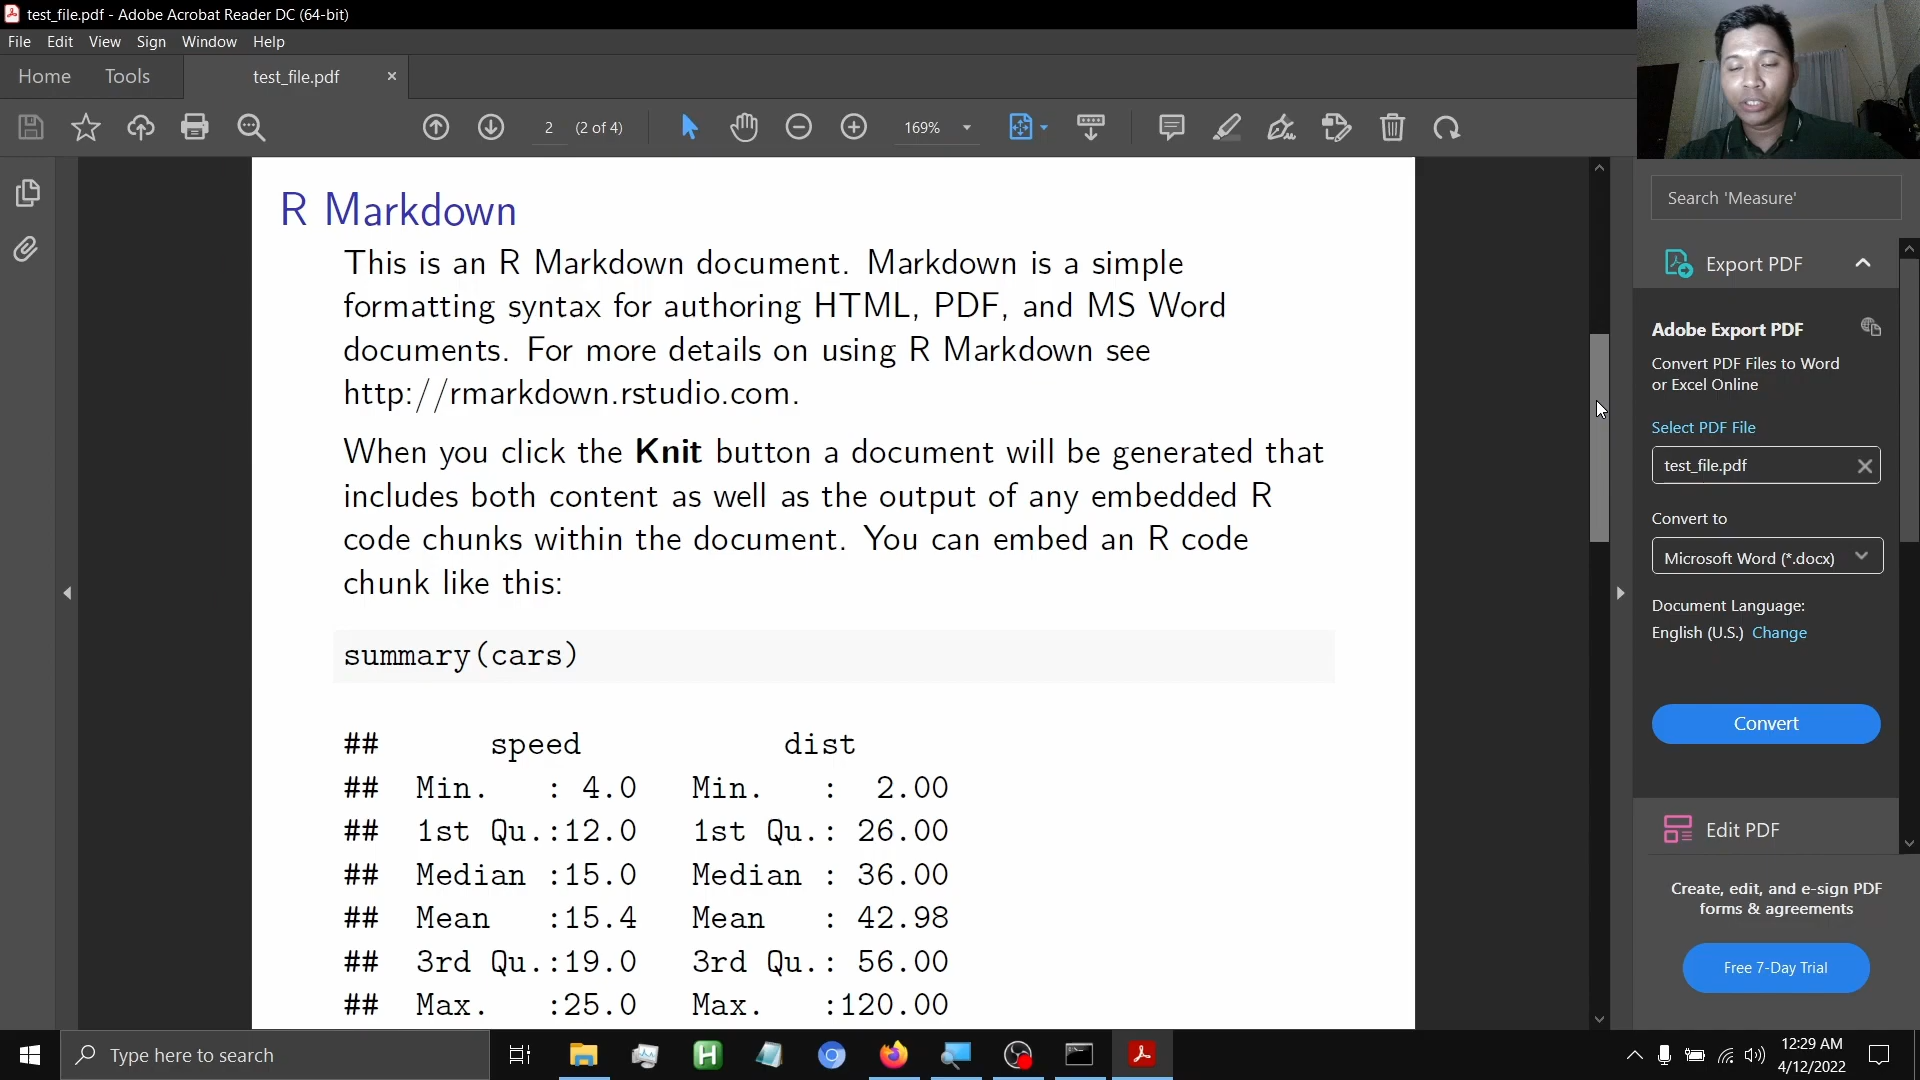 test_file.pdf - Adobe Acrobat Reader DC (64-bit)
File Edit View Sign Window Help
Home Tools test_file.pdf ×
2 (2 of 4) 169%
R Markdown
This is an R Markdown document. Markdown is a simple
formatting syntax for authoring HTML, PDF, and MS Word
documents. For more details on using R Markdown see
http://rmarkdown.rstudio.com.
When you click the Knit button a document will be generated that
includes both content as well as the output of any embedded R
code chunks within the document. You can embed an R code
chunk like this:
summary(cars)
## speed dist
## Min. : 4.0 Min. : 2.00
## 1st Qu.:12.0 1st Qu.: 26.00
## Median :15.0 Median : 36.00
## Mean :15.4 Mean : 42.98
## 3rd Qu.:19.0 3rd Qu.: 56.00
## Max. :25.0 Max. :120.00
Search 'Measure'
Export PDF
Adobe Export PDF
Convert PDF Files to Word
or Excel Online
Select PDF File
test_file.pdf
Convert to
Microsoft Word (*.docx)
Document Language:
English (U.S.) Change
Convert
Edit PDF
Create, edit, and e-sign PDF
forms & agreements
Free 7-Day Trial
Type here to search
H
12:29 AM
4/12/2022